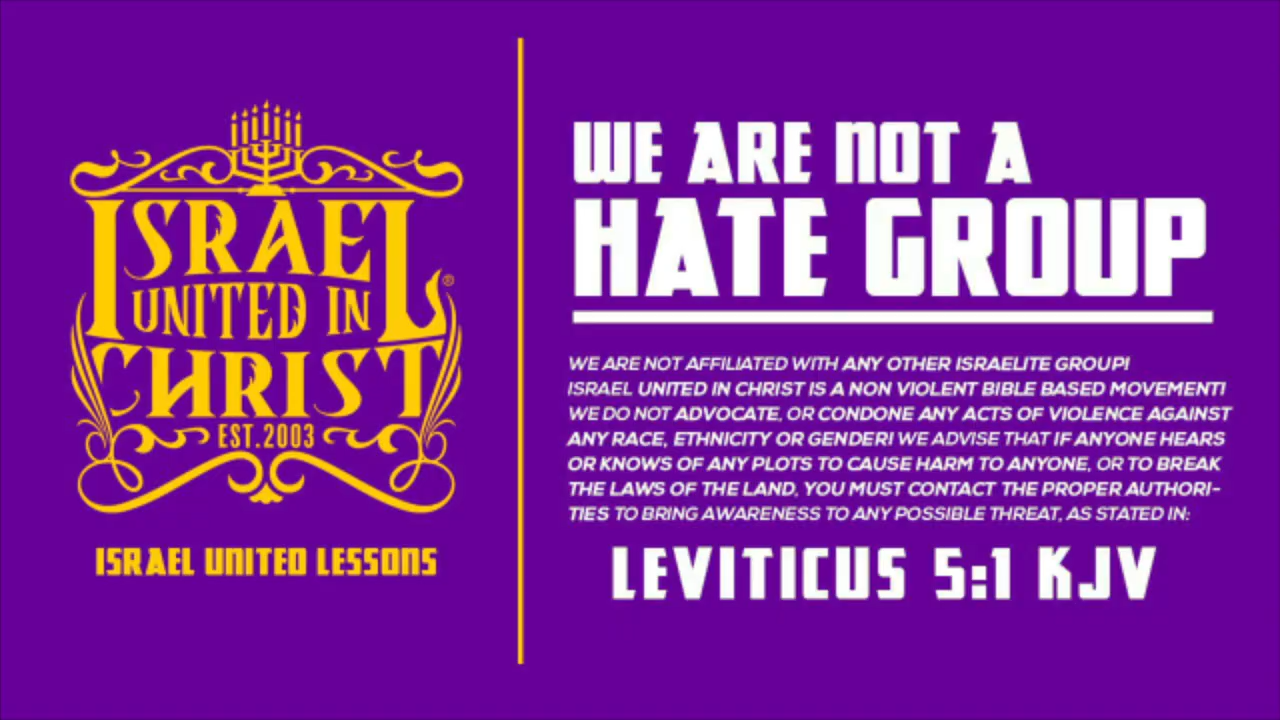 ISRAEL
UNITED IN
CHRIST
®
EST.2003
ISRAEL UNITED LESSONS
WE ARE NOT A
HATE GROUP
WE ARE NOT AFFILIATED WITH ANY OTHER ISRAELITE GROUP!
ISRAEL UNITED IN CHRIST IS A NON VIOLENT BIBLE BASED MOVEMENT!
WE DO NOT ADVOCATE, OR CONDONE ANY ACTS OF VIOLENCE AGAINST
ANY RACE, ETHNICITY OR GENDER! WE ADVISE THAT IF ANYONE HEARS
OR KNOWS OF ANY PLOTS TO CAUSE HARM TO ANYONE, OR TO BREAK
THE LAWS OF THE LAND, YOU MUST CONTACT THE PROPER AUTHORI-
TIES TO BRING AWARENESS TO ANY POSSIBLE THREAT, AS STATED IN:
LEVITICUS 5:1 KJV